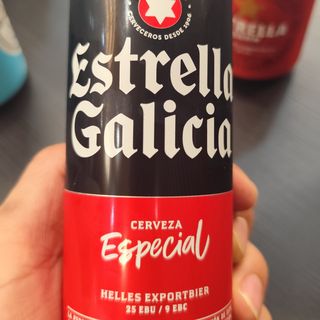 CERVECEROS DESDE 1906
Estrella
Galicia
CERVEZA
Especial
HELLES EXPORTBIER
25 EBU / 9 EBC